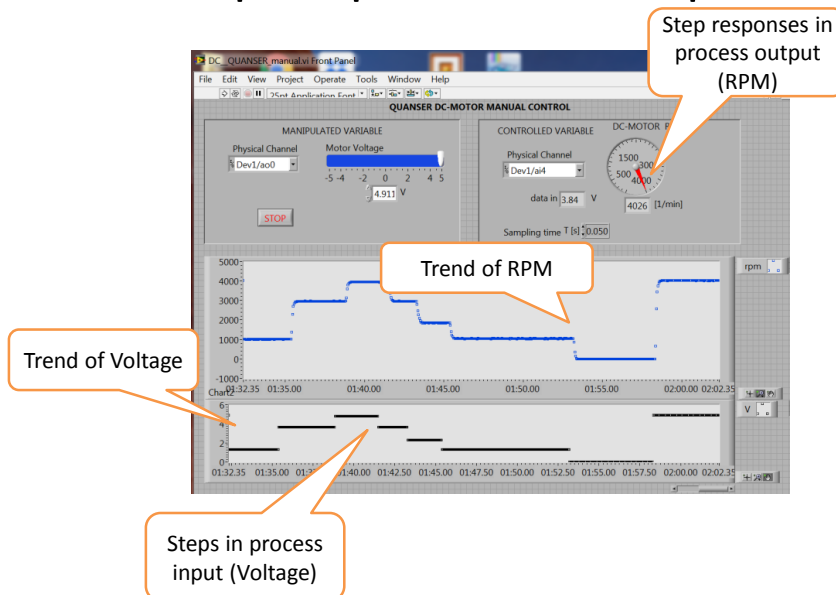 Step responses in
process output
(RPM)
DC_QUANSER_manual.vi Front Panel
File Edit View Project Operate Tools Window Help
25pt Application Font
QUANSER DC-MOTOR MANUAL CONTROL
MANIPULATED VARIABLE
Physical Channel
Motor Voltage
Dev1/ao0
-5 -4 -2 0 2 4 5
4.911 V
STOP
CONTROLLED VARIABLE
DC-MOTOR
Physical Channel
Dev1/ai4
1500
300
500
4000
data in 3.84 V
4026 [1/min]
Sampling time T [s] 0.050
Trend of RPM
rpm
5000
4000
3000
2000
1000
0
-1000
01:32.35 01:35.00 01:40.00 01:45.00 01:50.00 01:55.00 02:00.00 02:02.35
Trend of Voltage
Chart2
V
6
4
2
0
01:32.35 01:35.00 01:40.00 01:42.50 01:45.00 01:47.50 01:50.00 01:52.50 01:55.00 01:57.50 02:00.00 02:02.35
Steps in process
input (Voltage)